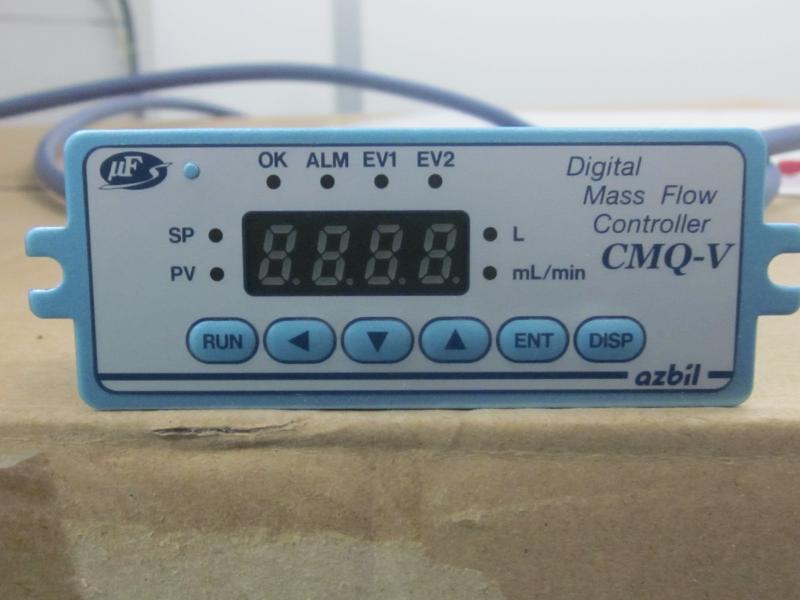 μF
OK ALM EV1 EV2
Digital
Mass Flow
Controller
CMQ-V
SP
L
PV
mL/min
RUN ◀ ▼ ▲ ENT DISP
azbil